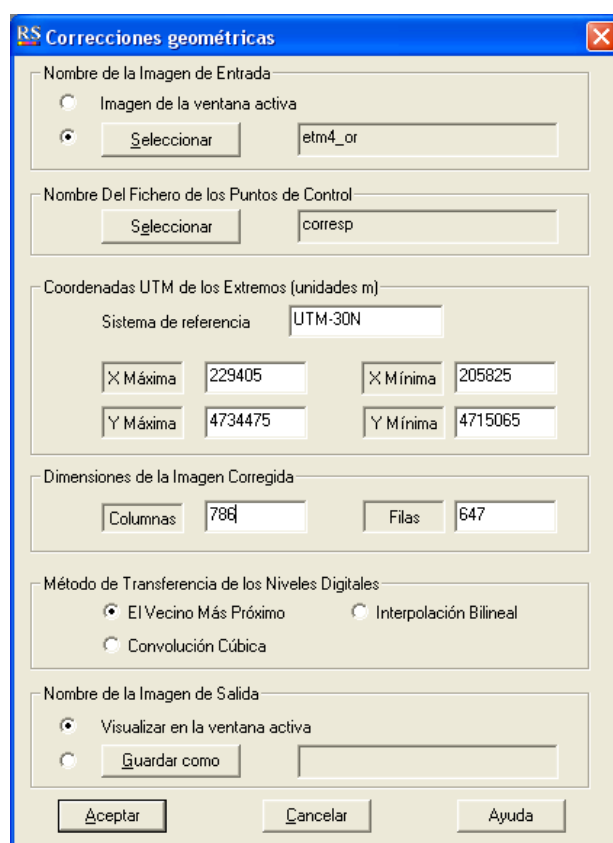 RS Correcciones geométricas
Nombre de la Imagen de Entrada
Imagen de la ventana activa
Seleccionar etm4_or
Nombre Del Fichero de los Puntos de Control
Seleccionar corresp
Coordenadas UTM de los Extremos (unidades m)
Sistema de referencia UTM-30N
X Máxima 229405 X Mínima 205825
Y Máxima 4734475 Y Mínima 4715065
Dimensiones de la Imagen Corregida
Columnas 786 Filas 647
Método de Transferencia de los Niveles Digitales
El Vecino Más Próximo Interpolación Bilineal
Convolución Cúbica
Nombre de la Imagen de Salida
Visualizar en la ventana activa
Guardar como
Aceptar Cancelar Ayuda